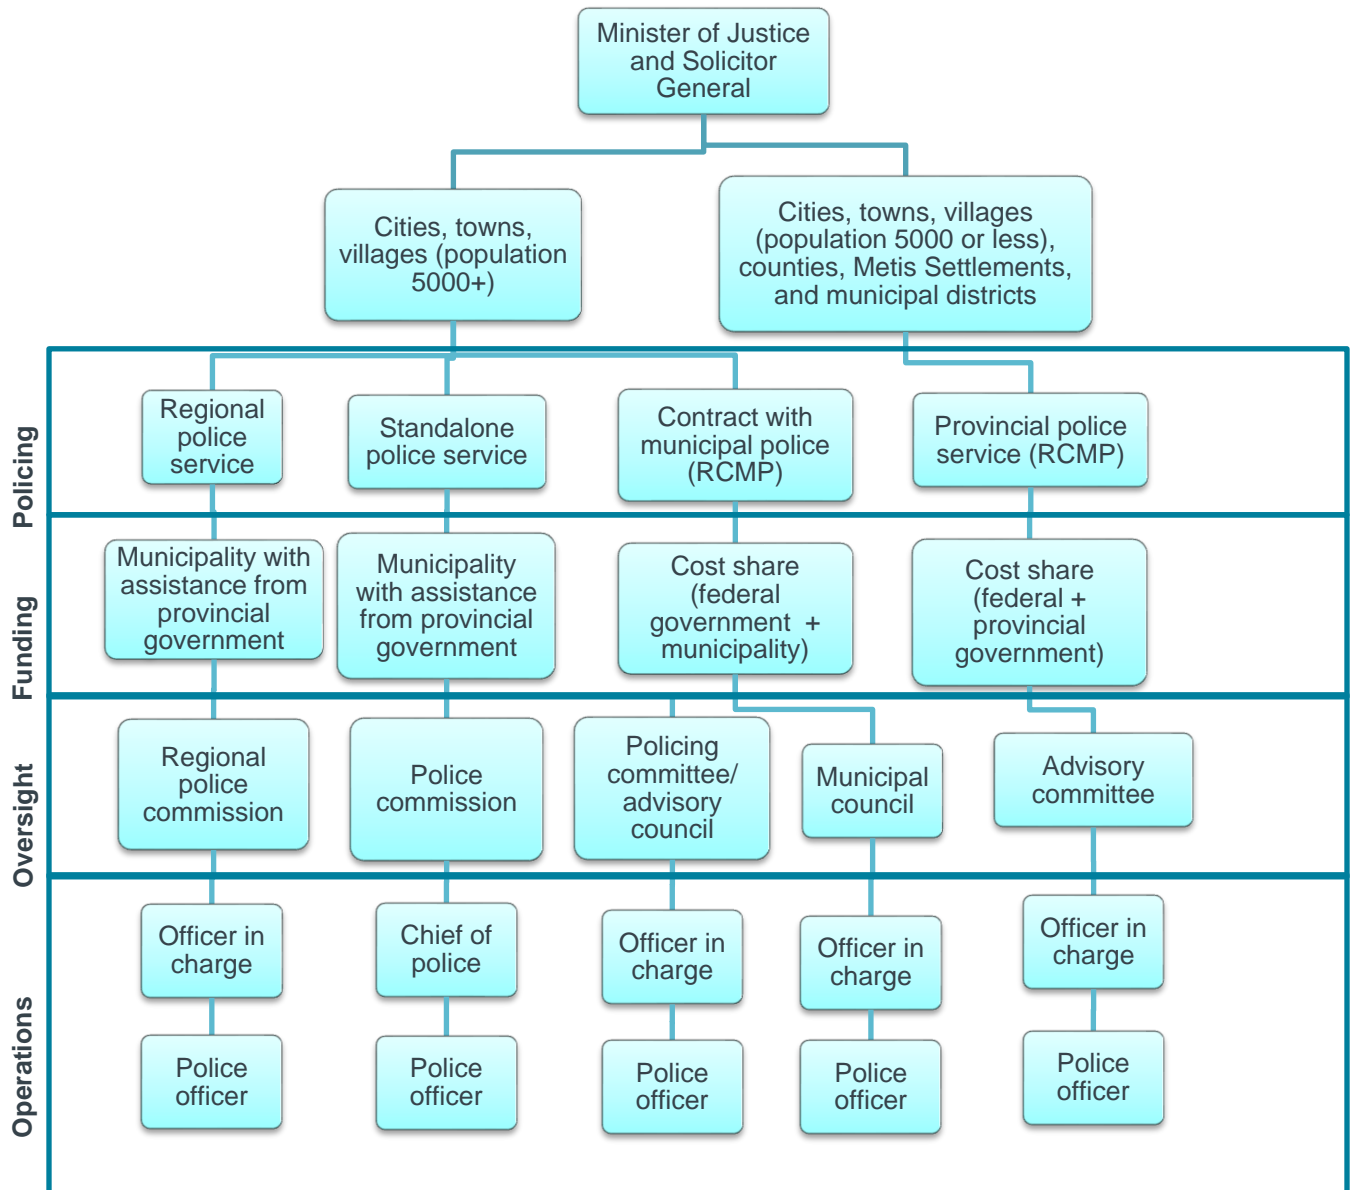 Minister of Justice
and Solicitor
General
Cities, towns,
villages (population
5000+)
Cities, towns, villages
(population 5000 or less),
counties, Metis Settlements,
and municipal districts
Policing
Regional
police
service
Standalone
police service
Contract with
municipal police
(RCMP)
Provincial police
service (RCMP)
Funding
Municipality with
assistance from
provincial
government
Municipality
with assistance
from provincial
government
Cost share
(federal
government +
municipality)
Cost share
(federal +
provincial
government)
Oversight
Regional
police
commission
Police
commission
Policing
committee/
advisory
council
Municipal
council
Advisory
committee
Operations
Officer in
charge
Chief of
police
Officer in
charge
Officer in
charge
Officer in
charge
Police
officer
Police
officer
Police
officer
Police
officer
Police
officer